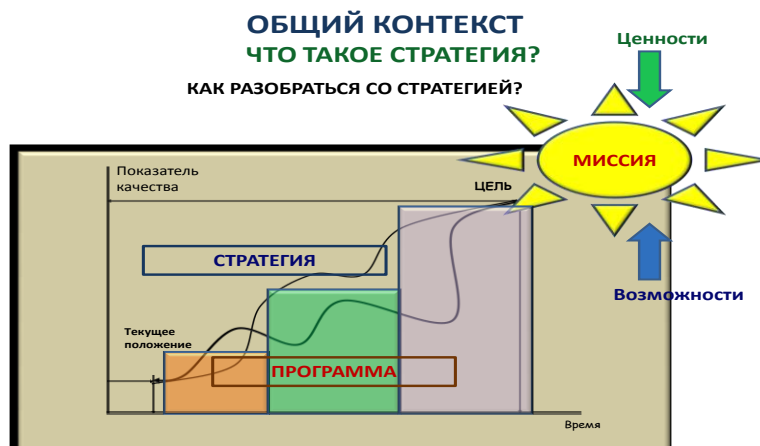 ОБЩИЙ КОНТЕКСТ
ЧТО ТАКОЕ СТРАТЕГИЯ?
КАК РАЗОБРАТЬСЯ СО СТРАТЕГИЕЙ?
Ценности
МИССИЯ
Возможности
Показатель
качества
ЦЕЛЬ
СТРАТЕГИЯ
Текущее
положение
ПРОГРАММА
Время